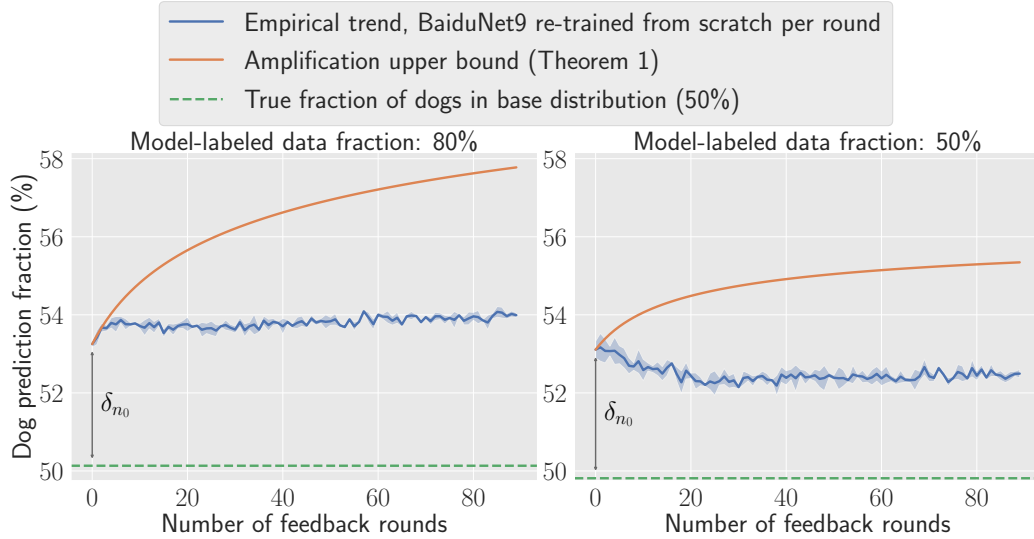 Empirical trend, BaiduNet9 re-trained from scratch per round
Amplification upper bound (Theorem 1)
True fraction of dogs in base distribution (50%)
Model-labeled data fraction: 80%
Model-labeled data fraction: 50%
Dog prediction fraction (%)
58
56
54
52
50
δn₀
0 20 40 60 80
Number of feedback rounds
58
56
54
52
50
δn₀
0 20 40 60 80
Number of feedback rounds